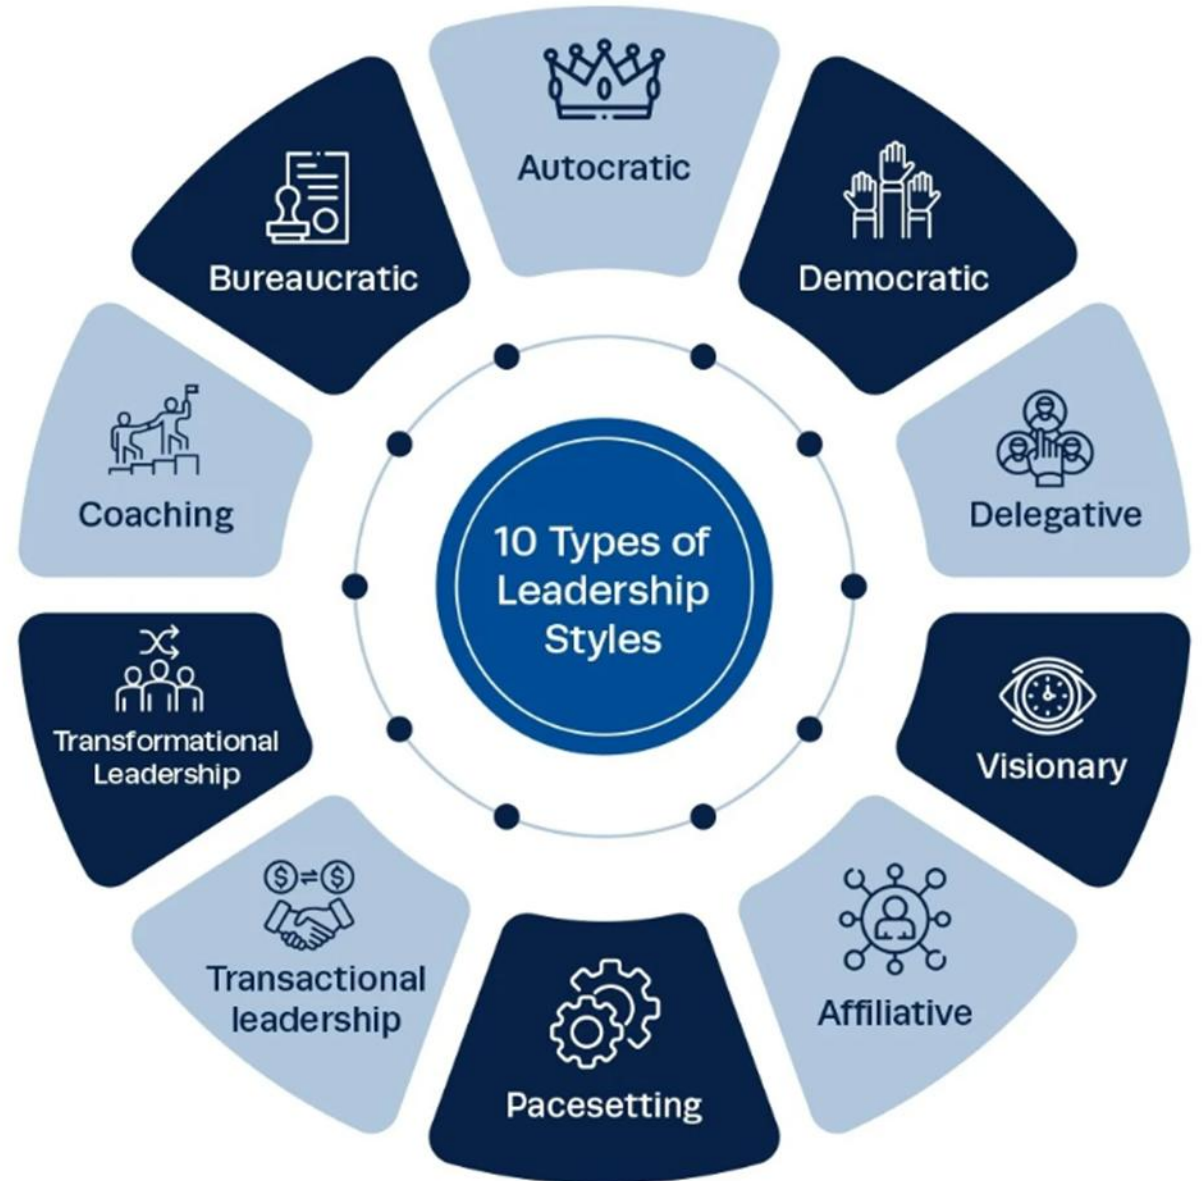 10 Types of
Leadership
Styles
Autocratic
Democratic
Delegative
Visionary
Affiliative
Pacesetting
Transactional
leadership
Transformational
Leadership
Coaching
Bureaucratic